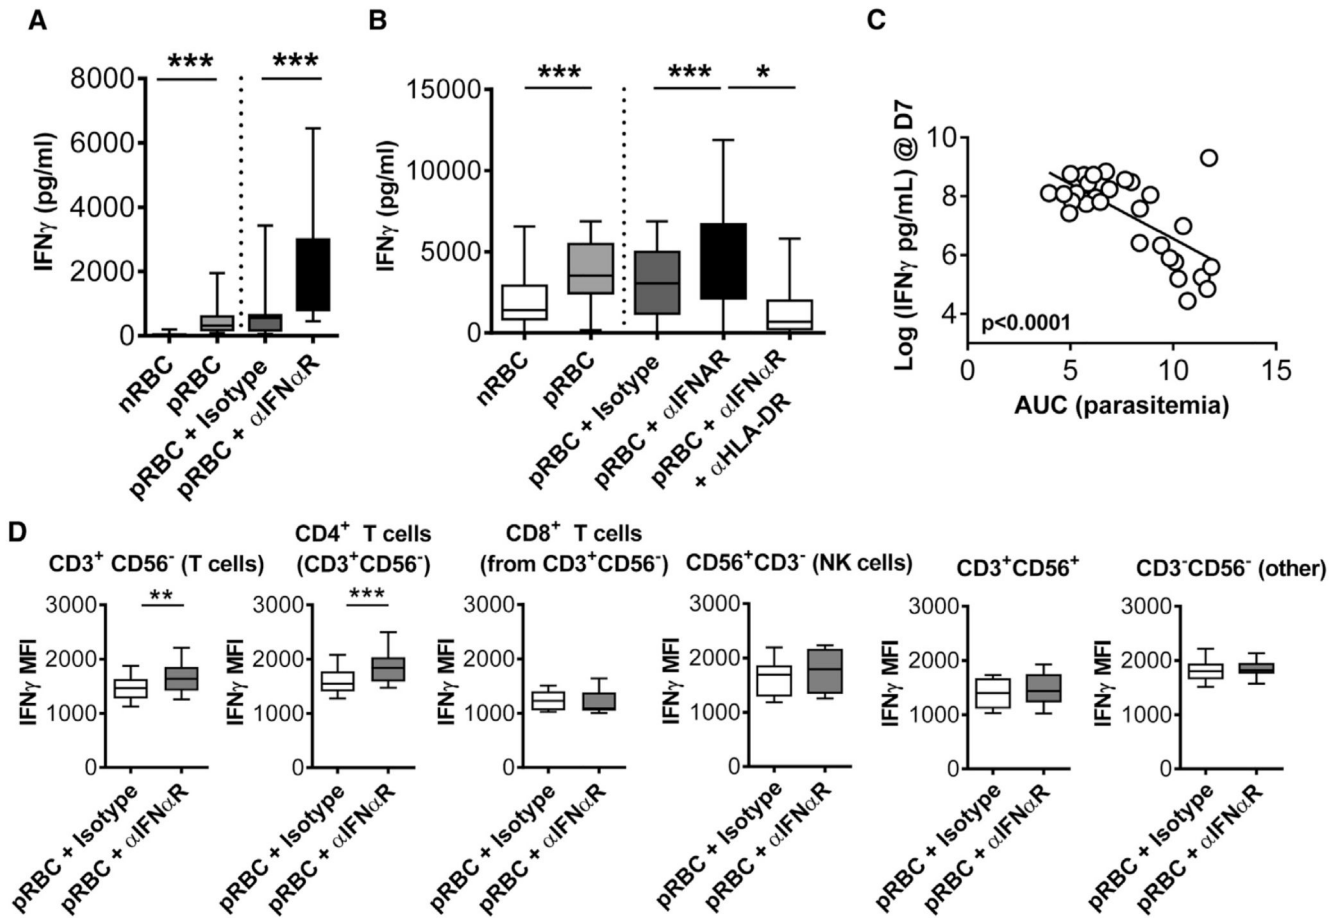 A
IFNγ (pg/ml)
8000
6000
4000
2000
0
***
***
nRBC
pRBC
pRBC + Isotype
pRBC + αIFNαR
B
IFNγ (pg/ml)
15000
10000
5000
0
***
***
*
nRBC
pRBC
pRBC + Isotype
pRBC + αIFNAR
pRBC + αIFNαR
+ αHLA-DR
C
Log (IFNγ pg/mL) @ D7
10
8
6
4
p<0.0001
0
5
10
15
AUC (parasitemia)
D
CD3⁺ CD56⁻ (T cells)
IFNγ MFI
3000
2000
1000
0
**
pRBC + Isotype
pRBC + αIFNαR
CD4⁺ T cells
(CD3⁺CD56⁻)
IFNγ MFI
3000
2000
1000
0
***
pRBC + Isotype
pRBC + αIFNαR
CD8⁺ T cells
(from CD3⁺CD56⁻)
IFNγ MFI
3000
2000
1000
0
pRBC + Isotype
pRBC + αIFNαR
CD56⁺CD3⁻ (NK cells)
IFNγ MFI
3000
2000
1000
0
pRBC + Isotype
pRBC + αIFNαR
CD3⁺CD56⁺
IFNγ MFI
3000
2000
1000
0
pRBC + Isotype
pRBC + αIFNαR
CD3⁻CD56⁻ (other)
IFNγ MFI
3000
2000
1000
0
pRBC + Isotype
pRBC + αIFNαR